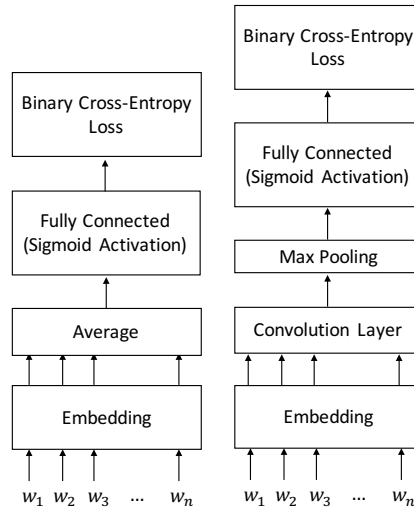 Binary Cross-Entropy
Loss
Fully Connected
(Sigmoid Activation)
Average
Embedding
w₁ w₂ w₃ ... wₙ
Binary Cross-Entropy
Loss
Fully Connected
(Sigmoid Activation)
Max Pooling
Convolution Layer
Embedding
w₁ w₂ w₃ ... wₙ